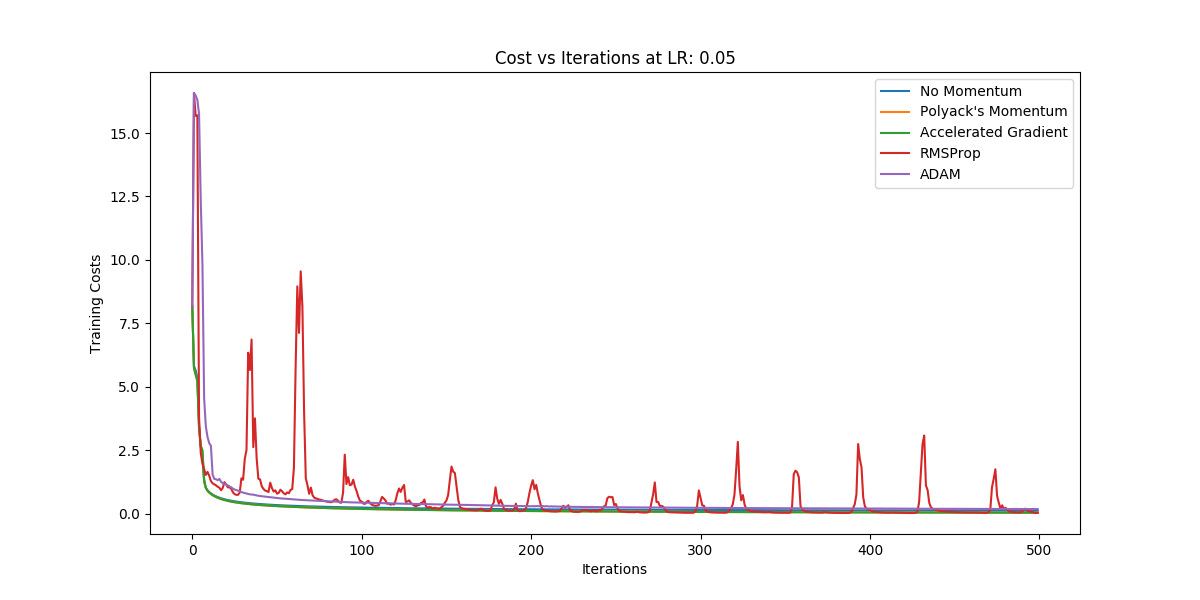 Cost vs Iterations at LR: 0.05
No Momentum
Polyack's Momentum
Accelerated Gradient
RMSProp
ADAM
Training Costs
15.0
12.5
10.0
7.5
5.0
2.5
0.0
0 100 200 300 400 500
Iterations